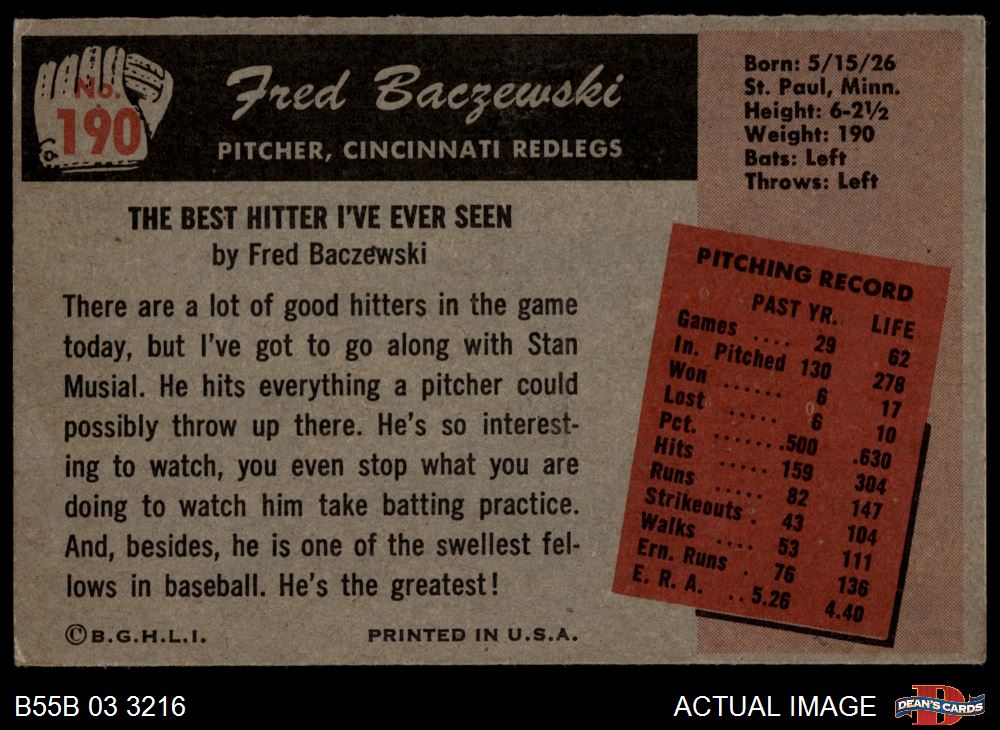 No.
190
Fred Baczewski
PITCHER, CINCINNATI REDLEGS
Born: 5/15/26
St. Paul, Minn.
Height: 6-2½
Weight: 190
Bats: Left
Throws: Left
THE BEST HITTER I'VE EVER SEEN
by Fred Baczewski
There are a lot of good hitters in the game
today, but I've got to go along with Stan
Musial. He hits everything a pitcher could
possibly throw up there. He's so interest-
ing to watch, you even stop what you are
doing to watch him take batting practice.
And, besides, he is one of the swellest fel-
lows in baseball. He's the greatest!
©B.G.H.L.I. PRINTED IN U.S.A.
PITCHING RECORD
PAST YR. LIFE
Games .... 29 62
In. Pitched 130 278
Won ...... 6 17
Lost ..... 6 10
Pct. ....... .500 .630
Hits ..... 159 304
Runs ..... 82 147
Strikeouts . 43 104
Walks .... 53 111
Ern. Runs . 76 136
E. R. A. .. 5.26 4.40
B55B 03 3216
ACTUAL IMAGE
D
DEAN'S CARDS